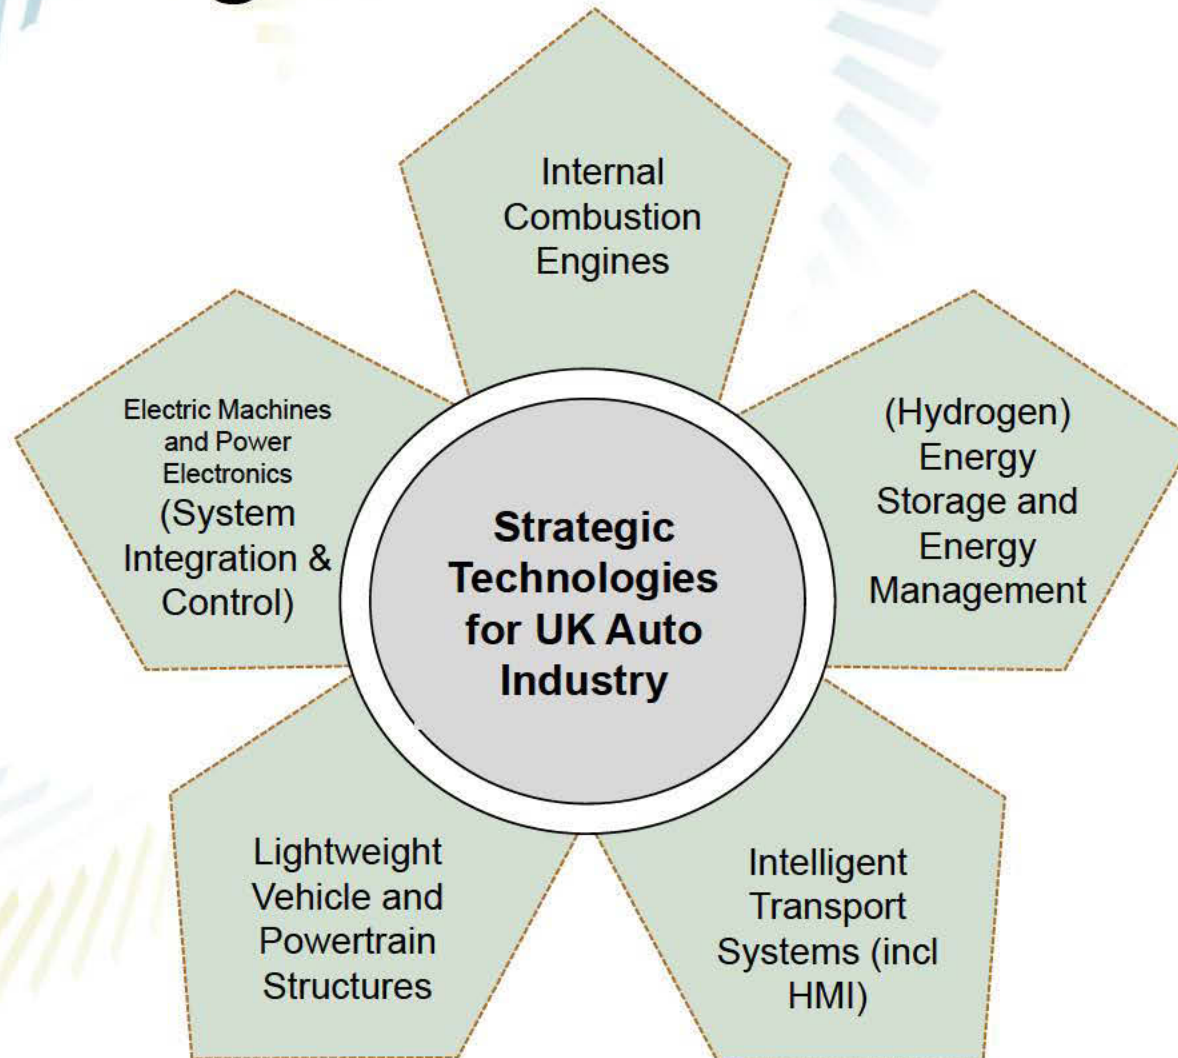 Internal
Combustion
Engines
Electric Machines
and Power
Electronics
(System
Integration &
Control)
(Hydrogen)
Energy
Storage and
Energy
Management
Strategic
Technologies
for UK Auto
Industry
Lightweight
Vehicle and
Powertrain
Structures
Intelligent
Transport
Systems (incl
HMI)